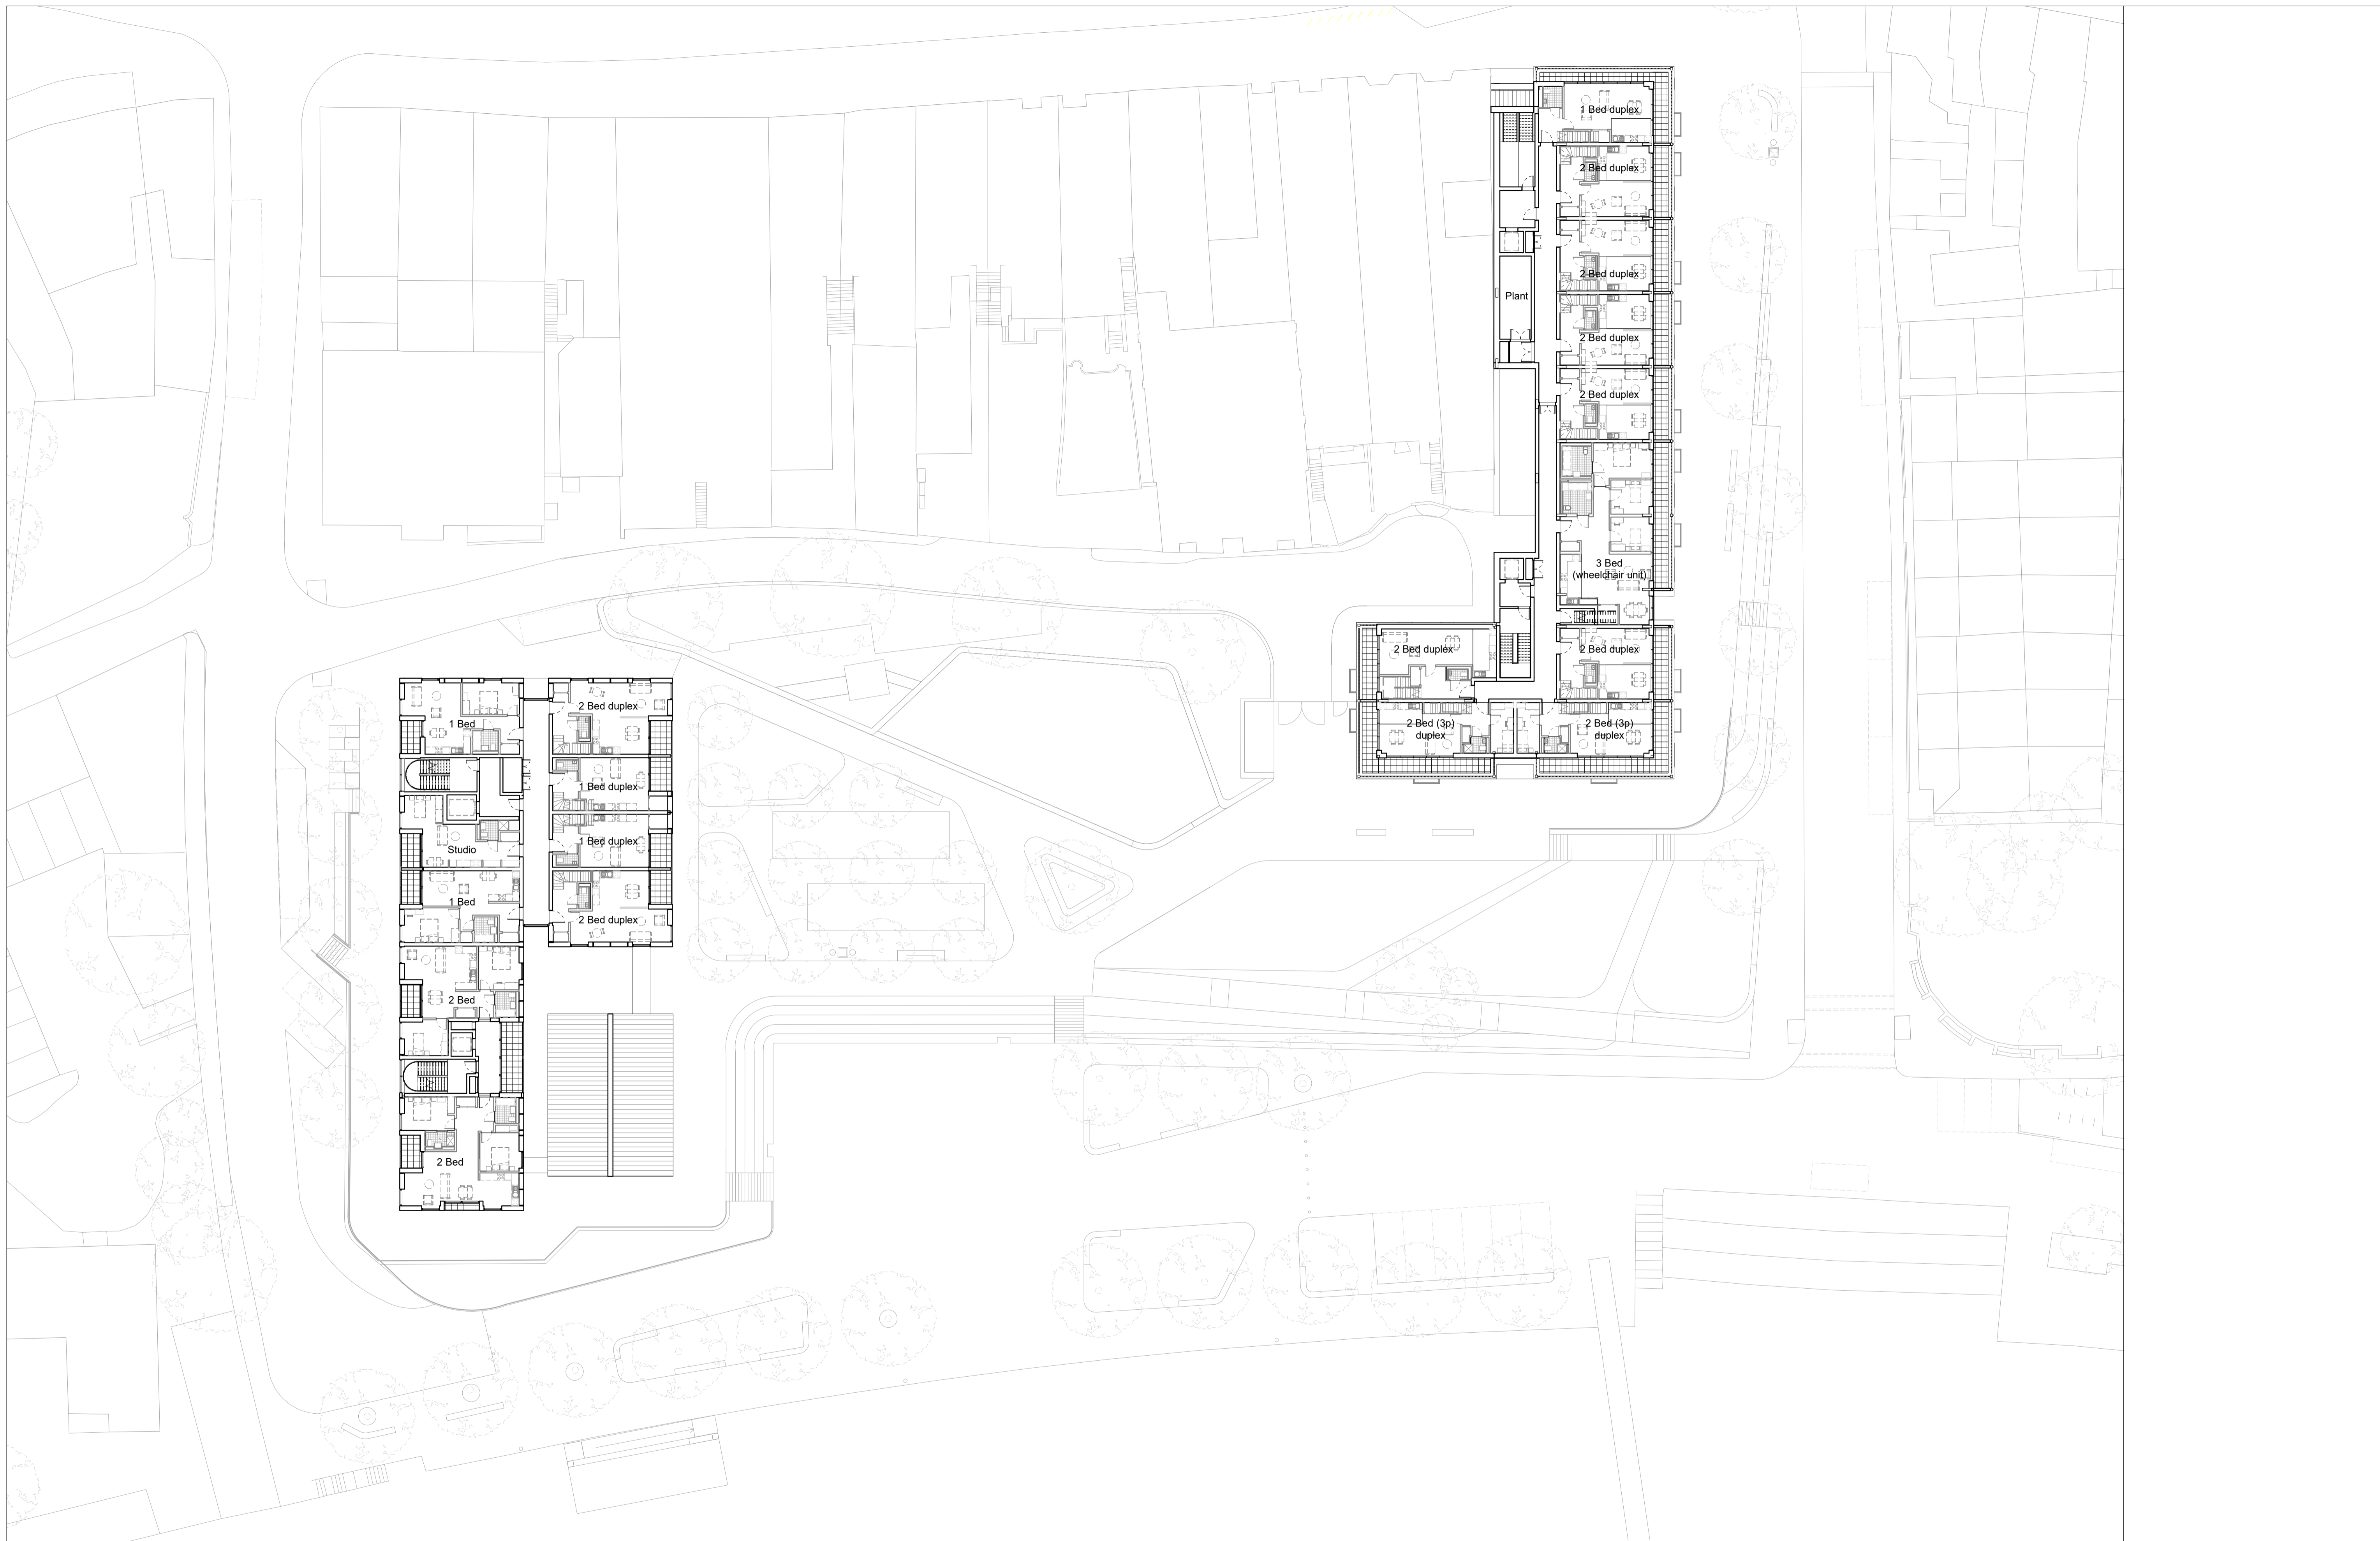 1 Bed duplex
2 Bed duplex
2 Bed duplex
Plant
2 Bed duplex
2 Bed duplex
3 Bed
(wheelchair unit)
2 Bed duplex
2 Bed duplex
2 Bed (3p)
duplex
2 Bed (3p)
duplex
1 Bed
2 Bed duplex
1 Bed duplex
1 Bed duplex
Studio
1 Bed
2 Bed duplex
2 Bed
2 Bed